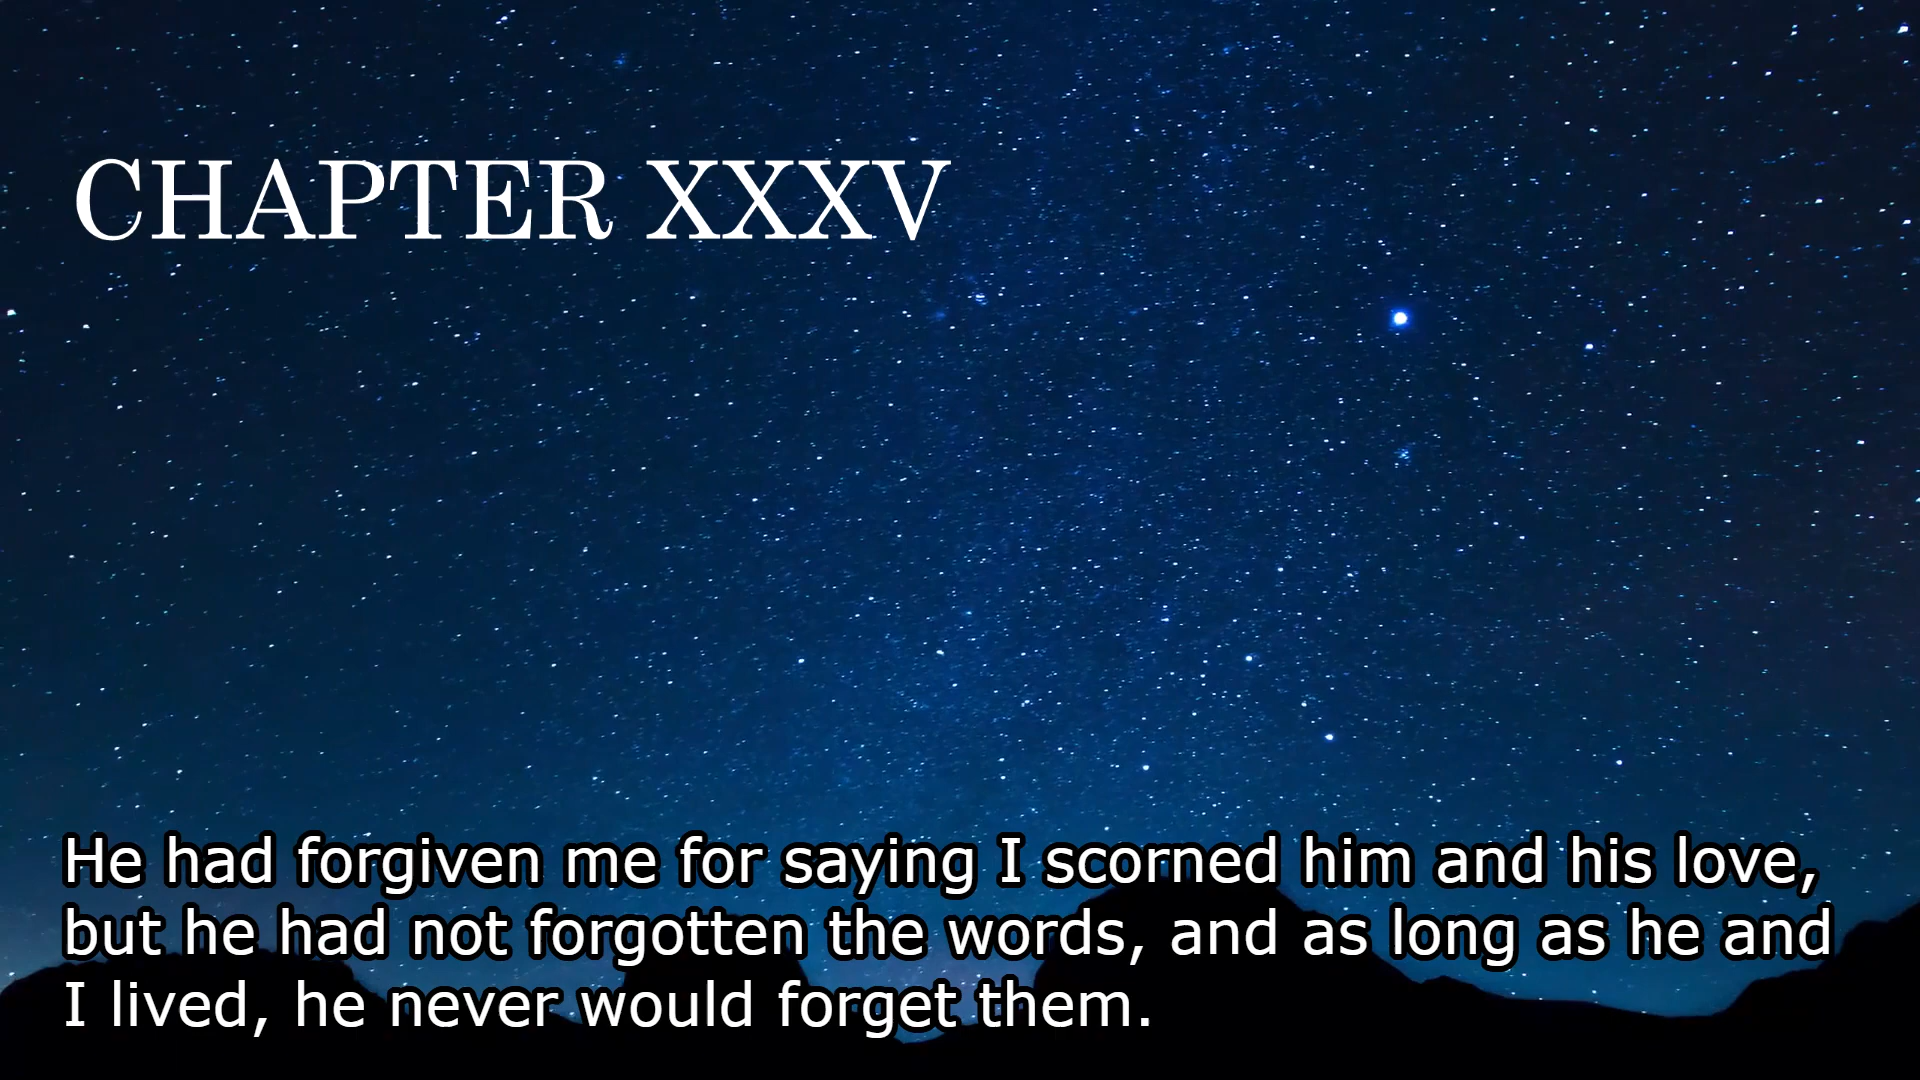 CHAPTER XXXV
He had forgiven me for saying I scorned him and his love,
but he had not forgotten the words, and as long as he and
I lived, he never would forget them.